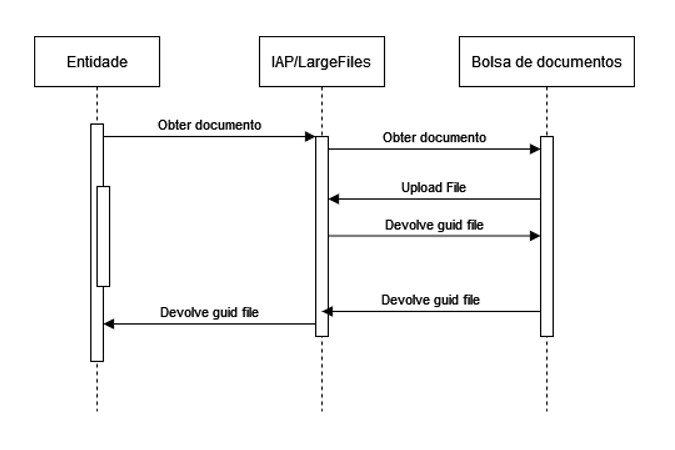 Entidade
IAP/LargeFiles
Bolsa de documentos
Obter documento
Obter documento
Upload File
Devolve guid file
Devolve guid file
Devolve guid file